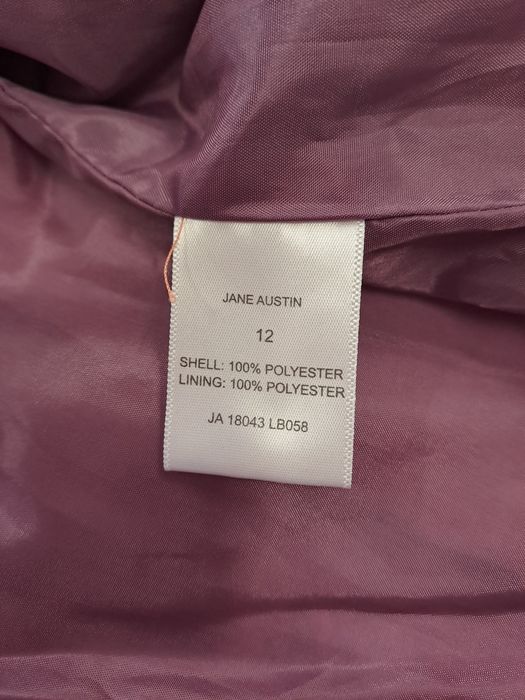 JANE AUSTIN
12
SHELL: 100% POLYESTER
LINING: 100% POLYESTER
JA 18043 LB058